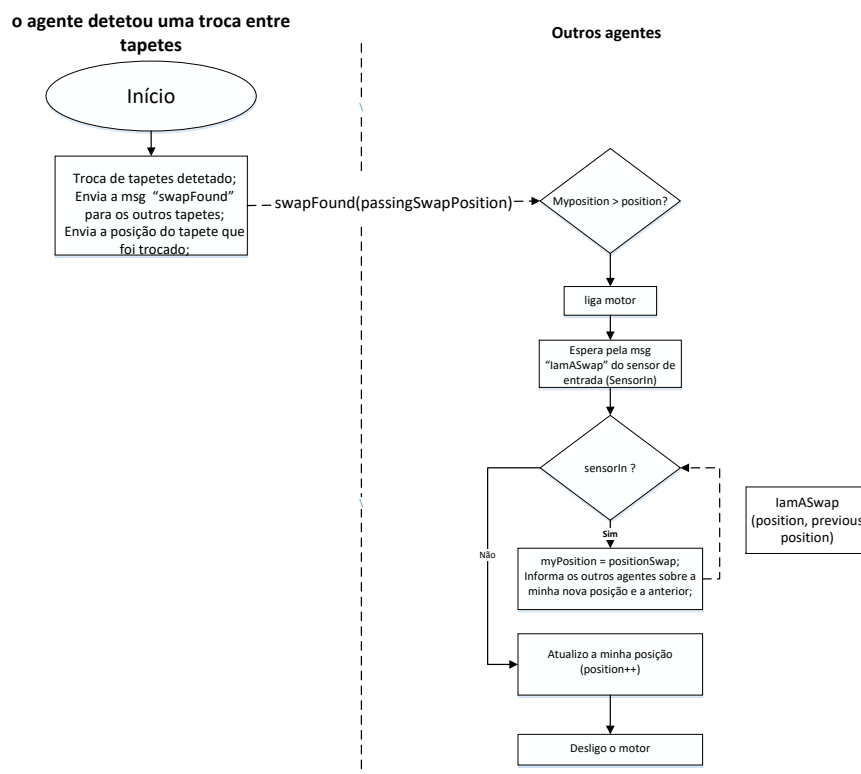 o agente detetou uma troca entre
tapetes
Outros agentes
Início
Troca de tapetes detetado;
Envia a msg “swapFound”
para os outros tapetes;
Envia a posição do tapete que
foi trocado;
swapFound(passingSwapPosition)
Myposition > position?
liga motor
Espera pela msg
“IamASwap” do sensor de
entrada (SensorIn)
sensorIn ?
IamASwap
(position, previous
position)
Sim
Não
myPosition = positionSwap;
Informa os outros agentes sobre a
minha nova posição e a anterior;
Atualizo a minha posição
(position++)
Desligo o motor